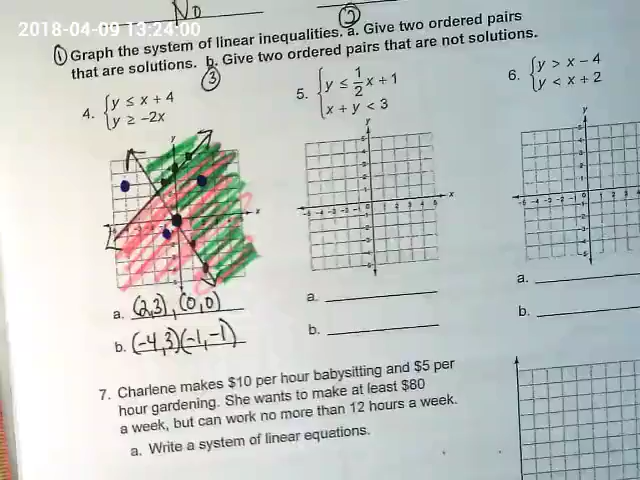 2018-04-09 13:24:00
NO
① Graph the system of linear inequalities. a. Give two ordered pairs ②
that are solutions. b. Give two ordered pairs that are not solutions.
③
4. { y ≤ x + 4
y ≥ -2x
5. { y ≤ 1/2 x + 1
x + y < 3
6. { y > x - 4
y < x + 2
a. (2,3), (0,0)
b. (-4,3)(-1,-1)
a.
b.
a.
b.
7. Charlene makes $10 per hour babysitting and $5 per
hour gardening. She wants to make at least $80
a week, but can work no more than 12 hours a week.
a. Write a system of linear equations.